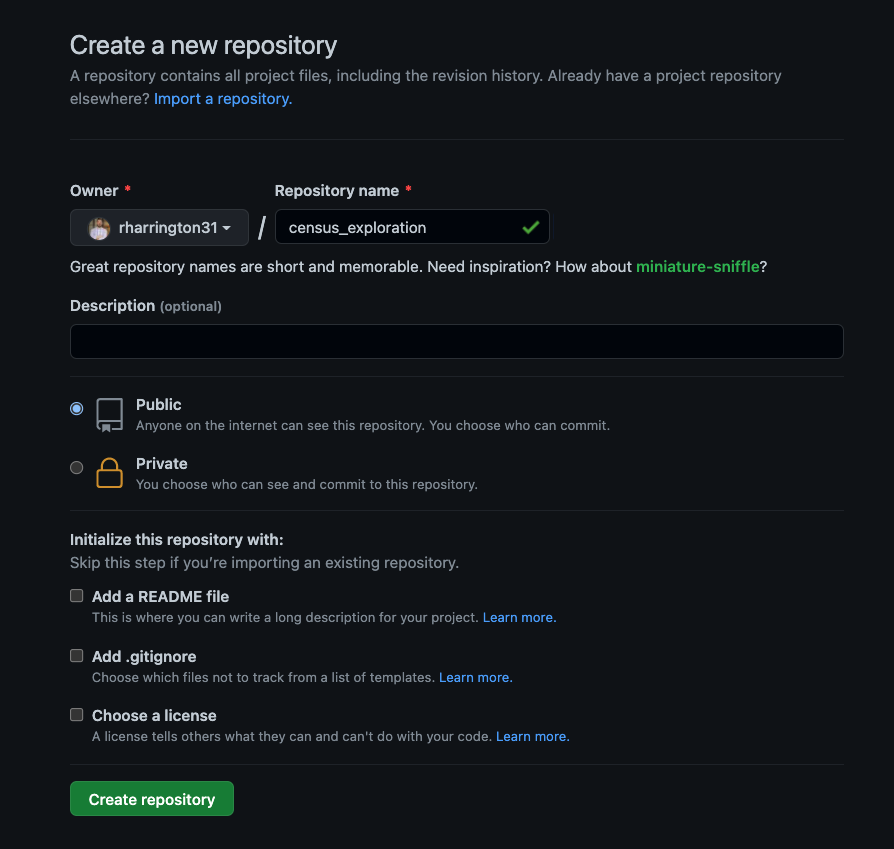 Create a new repository
A repository contains all project files, including the revision history. Already have a project repository
elsewhere? Import a repository.
Owner * Repository name *
rharrington31 / census_exploration
Great repository names are short and memorable. Need inspiration? How about miniature-sniffle?
Description (optional)
Public
Anyone on the internet can see this repository. You choose who can commit.
Private
You choose who can see and commit to this repository.
Initialize this repository with:
Skip this step if you're importing an existing repository.
Add a README file
This is where you can write a long description for your project. Learn more.
Add .gitignore
Choose which files not to track from a list of templates. Learn more.
Choose a license
A license tells others what they can and can't do with your code. Learn more.
Create repository